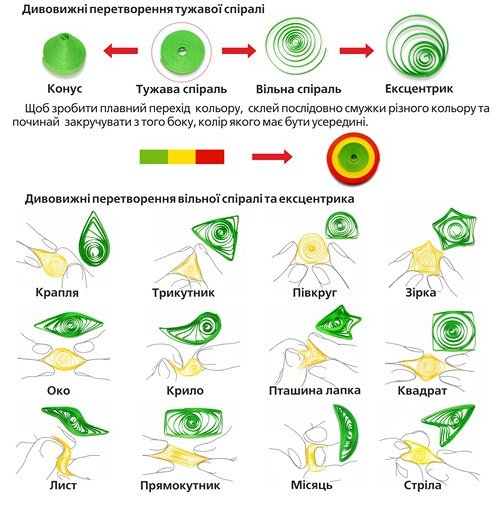 Дивовижні перетворення тужавої спіралі
Конус
Тужава спіраль
Вільна спіраль
Ексцентрик
Щоб зробити плавний перехід кольору, склей послідовно смужки різного кольору та
починай закручувати з того боку, колір якого має бути усередині.
Дивовижні перетворення вільної спіралі та ексцентрика
Крапля
Трикутник
Півкруг
Зірка
Око
Крило
Пташина лапка
Квадрат
Лист
Прямокутник
Місяць
Стріла